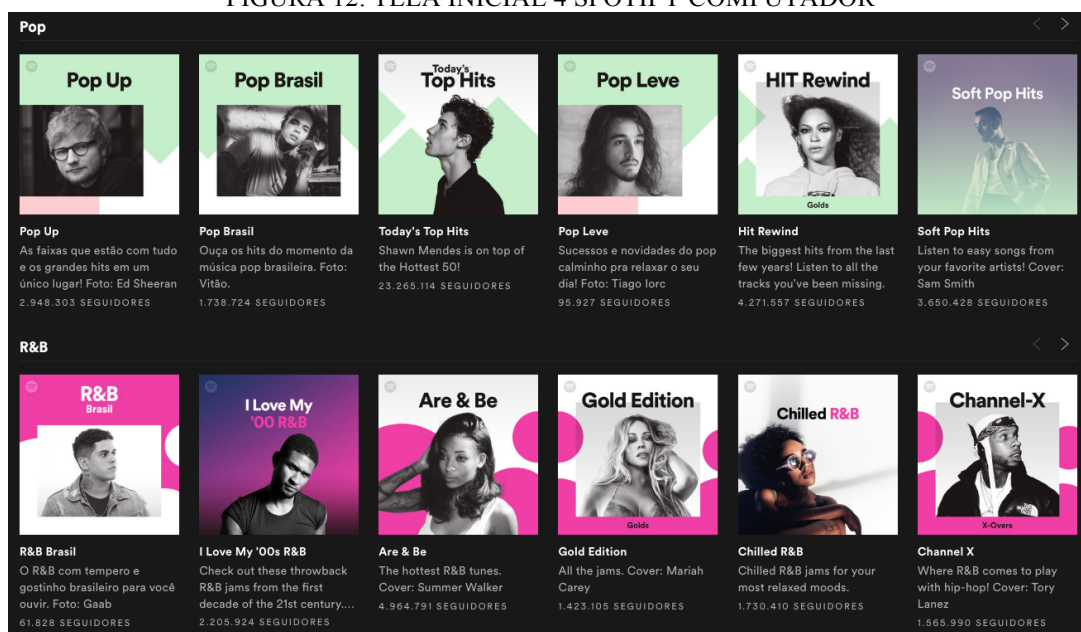 FIGURA 12: TELA INICIAL 4 SPOTIFY COMPUTADOR
Pop
Pop Up
Pop Brasil
Today's
Top Hits
Pop Leve
HIT Rewind
Golds
Soft Pop Hits
Pop Up
As faixas que estão com tudo
e os grandes hits em um
único lugar! Foto: Ed Sheeran
2.948.303 SEGUIDORES
Pop Brasil
Ouça os hits do momento da
música pop brasileira. Foto:
Vitão.
1.738.724 SEGUIDORES
Today's Top Hits
Shawn Mendes is on top of
the Hottest 50!
23.265.114 SEGUIDORES
Pop Leve
Sucessos e novidades do pop
calminho pra relaxar o seu
dia! Foto: Tiago Iorc
95.927 SEGUIDORES
Hit Rewind
The biggest hits from the last
few years! Listen to all the
tracks you've been missing.
4.271.557 SEGUIDORES
Soft Pop Hits
Listen to easy songs from
your favorite artists! Cover:
Sam Smith
3.650.428 SEGUIDORES
R&B
R&B
Brasil
I Love My
'00 R&B
Are & Be
Gold Edition
Golds
Chilled R&B
Channel-X
X-Overs
R&B Brasil
O R&B com tempero e
gostinho brasileiro para você
ouvir. Foto: Gaab
61.828 SEGUIDORES
I Love My '00s R&B
Check out these throwback
R&B jams from the first
decade of the 21st century....
2.205.924 SEGUIDORES
Are & Be
The hottest R&B tunes.
Cover: Summer Walker
4.964.791 SEGUIDORES
Gold Edition
All the jams. Cover: Mariah
Carey
1.423.105 SEGUIDORES
Chilled R&B
Chilled R&B jams for your
most relaxed moods.
1.730.410 SEGUIDORES
Channel X
Where R&B comes to play
with hip-hop! Cover: Tory
Lanez
1.565.990 SEGUIDORES